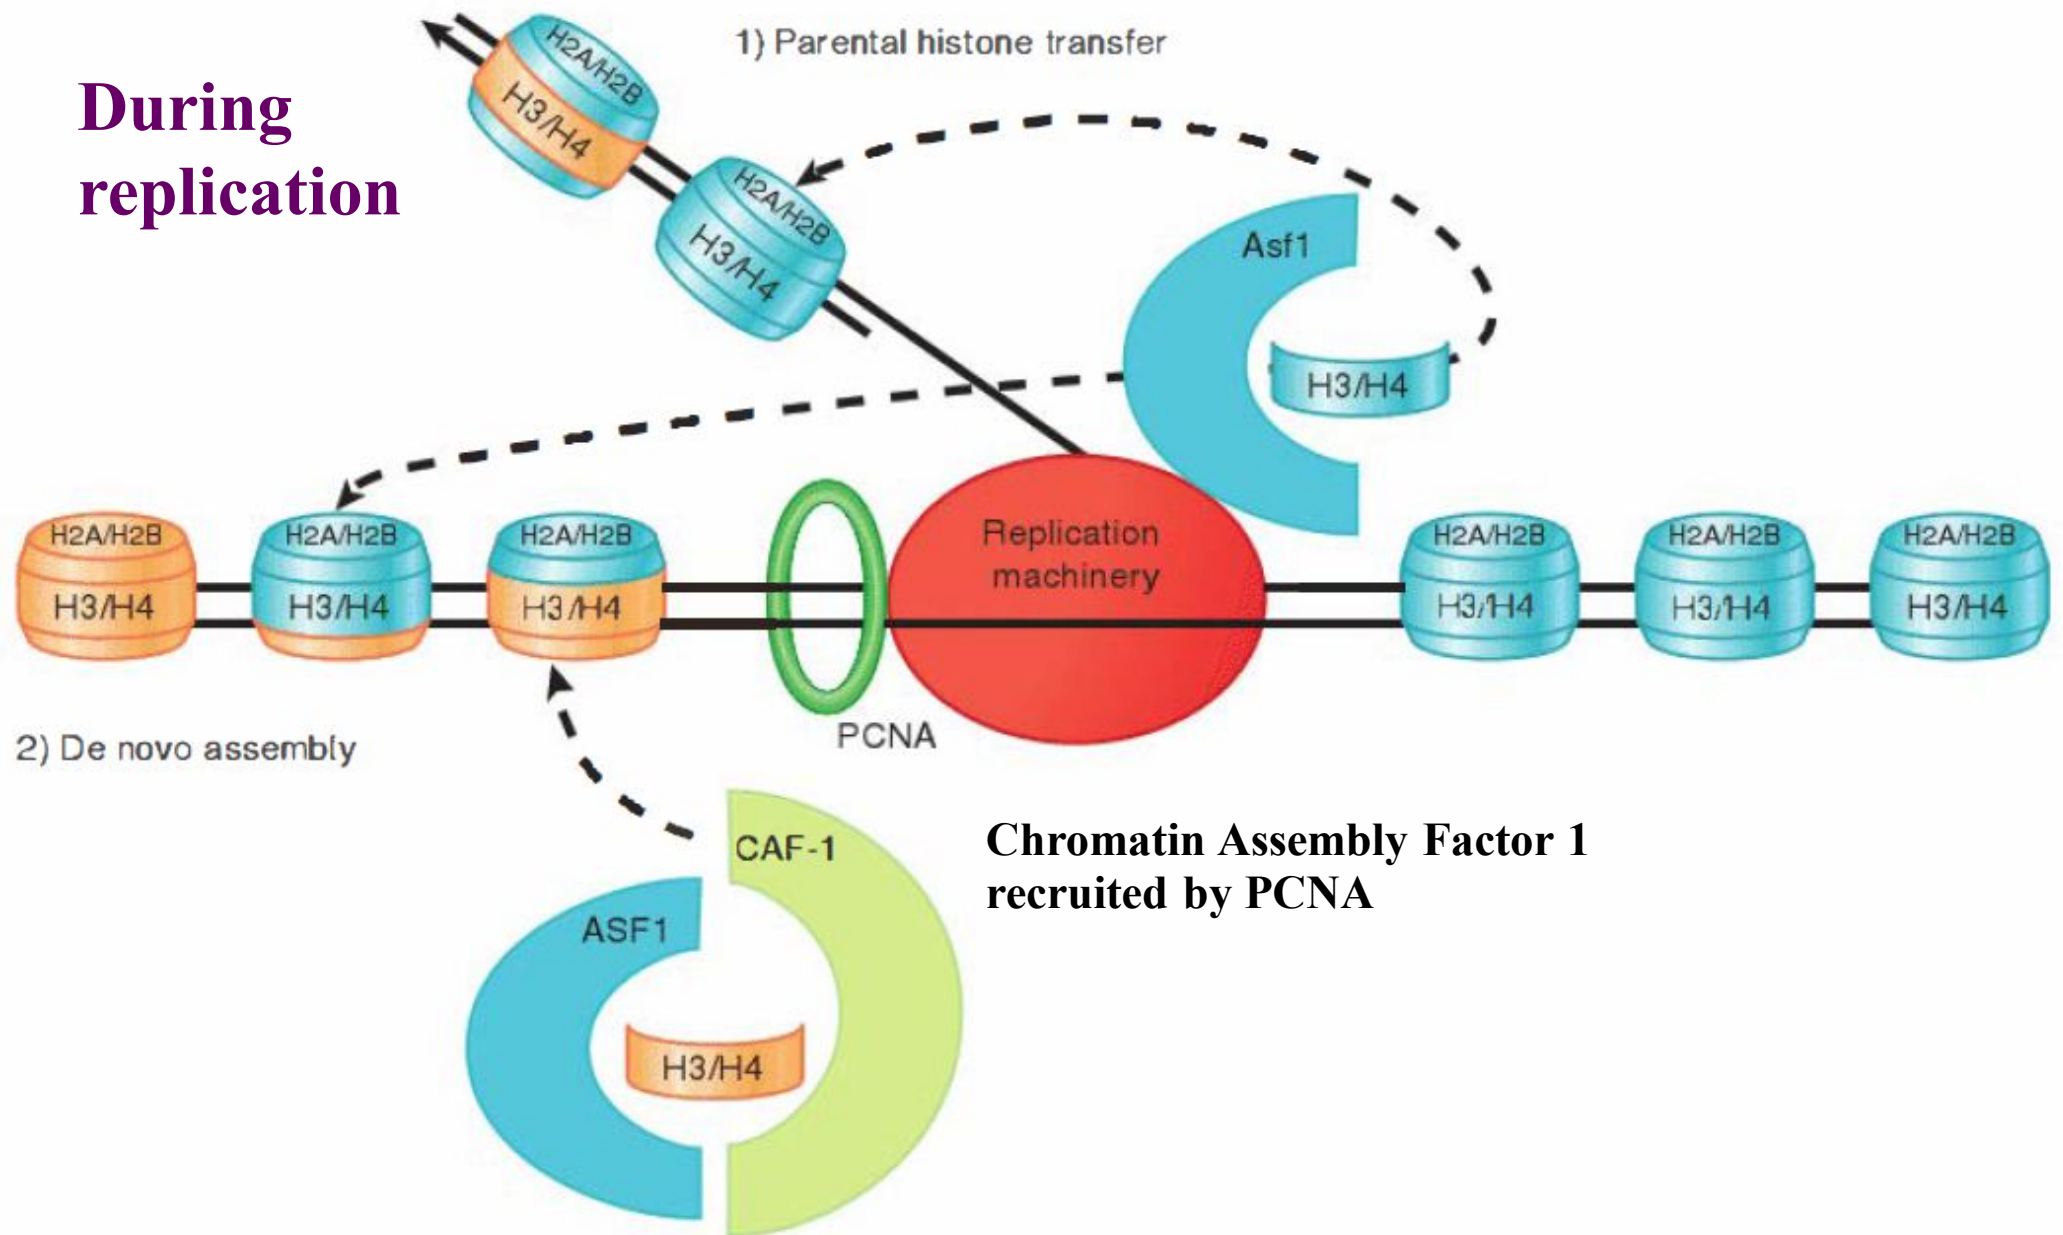 1) Parental histone transfer
During
replication
H2A/H2B
H3/H4
H2A/H2B
H3/H4
Asf1
H3/H4
H2A/H2B
H3/H4
H2A/H2B
H3/H4
H2A/H2B
H3/H4
Replication
machinery
H2A/H2B
H3/H4
H2A/H2B
H3/H4
H2A/H2B
H3/H4
PCNA
2) De novo assembly
CAF-1
Chromatin Assembly Factor 1
recruited by PCNA
ASF1
H3/H4